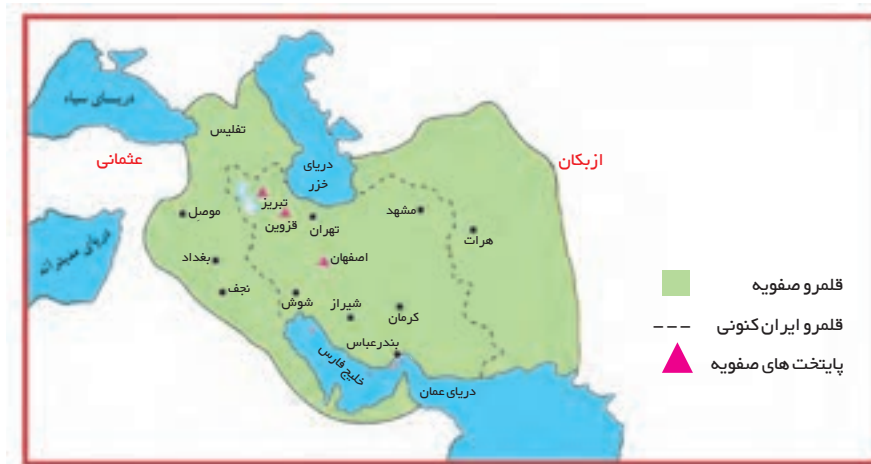 دریای سیاه
تفلیس
عثمانی
دریای
خزر
ازبکان
تبریز
قزوین
تهران
مشهد
موصل
هرات
دریای مدیترانه
بغداد
اصفهان
نجف
شوش
شیراز
کرمان
بندرعباس
خلیج فارس
دریای عمان
قلمرو صفویه
قلمرو ایران کنونی
پایتخت های صفویه